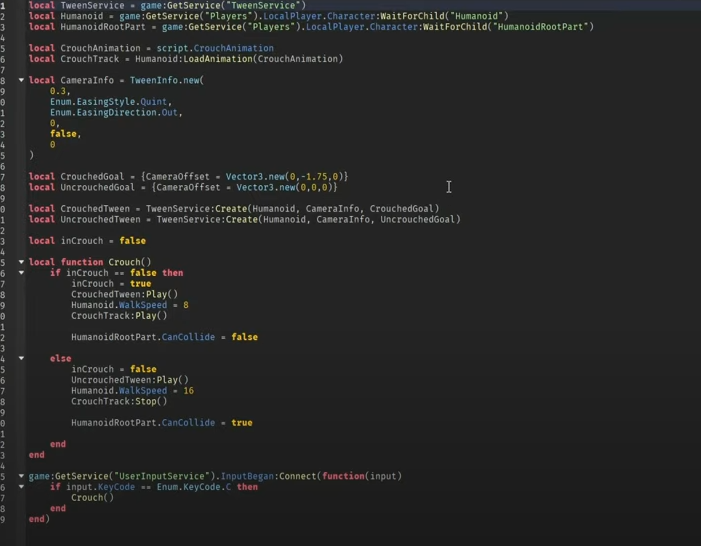 1 local TweenService = game:GetService("TweenService")
2 local Humanoid = game:GetService("Players").LocalPlayer.Character:WaitForChild("Humanoid")
3 local HumanoidRootPart = game:GetService("Players").LocalPlayer.Character:WaitForChild("HumanoidRootPart")
4
5 local CrouchAnimation = script.CrouchAnimation
6 local CrouchTrack = Humanoid:LoadAnimation(CrouchAnimation)
7
8 local CameraInfo = TweenInfo.new(
9     0.3,
0     Enum.EasingStyle.Quint,
1     Enum.EasingDirection.Out,
2     0,
3     false,
4     0
5 )
6
7 local CrouchedGoal = {CameraOffset = Vector3.new(0,-1.75,0)}
8 local UncrouchedGoal = {CameraOffset = Vector3.new(0,0,0)}
9
0 local CrouchedTween = TweenService:Create(Humanoid, CameraInfo, CrouchedGoal)
1 local UncrouchedTween = TweenService:Create(Humanoid, CameraInfo, UncrouchedGoal)
2
3 local inCrouch = false
4
5 local function Crouch()
6     if inCrouch == false then
7         inCrouch = true
8         CrouchedTween:Play()
9         Humanoid.WalkSpeed = 8
0         CrouchTrack:Play()
1
2         HumanoidRootPart.CanCollide = false
3
4     else
5         inCrouch = false
6         UncrouchedTween:Play()
7         Humanoid.WalkSpeed = 16
8         CrouchTrack:Stop()
9
0         HumanoidRootPart.CanCollide = true
1
2     end
3 end
4
5 game:GetService("UserInputService").InputBegan:Connect(function(input)
6     if input.KeyCode == Enum.KeyCode.C then
7         Crouch()
8     end
9 end)